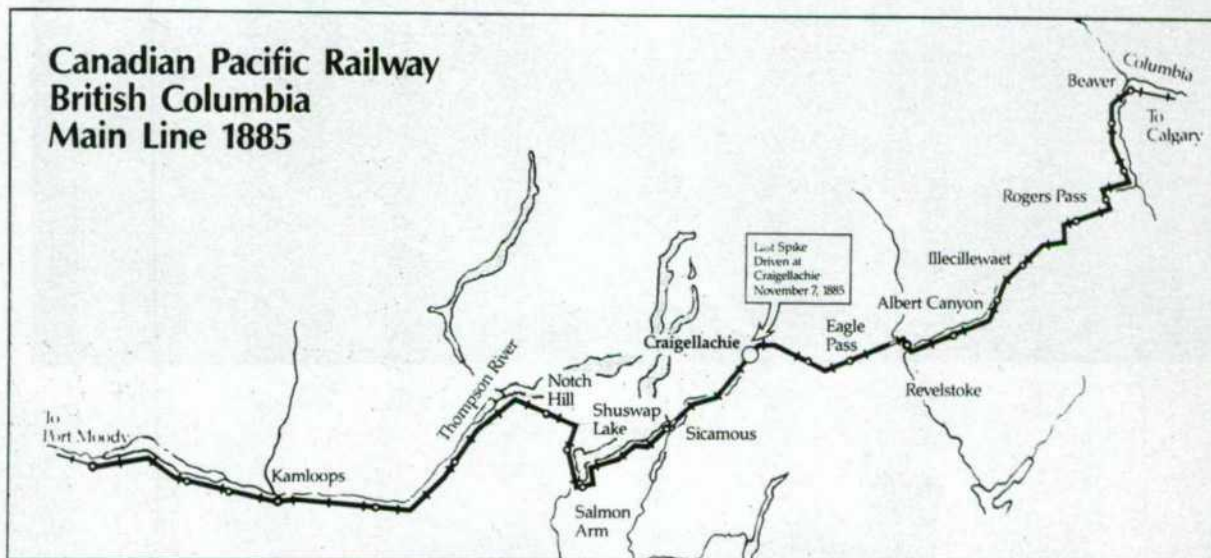 Canadian Pacific Railway
British Columbia
Main Line 1885
Columbia
Beaver
To
Calgary
Rogers Pass
Illecillewaet
Albert Canyon
Last Spike
Driven at
Craigellachie
November 7, 1885
Craigellachie
Eagle
Pass
Revelstoke
Thompson River
Notch
Hill
Shuswap
Lake
Sicamous
To
Port Moody
Kamloops
Salmon
Arm